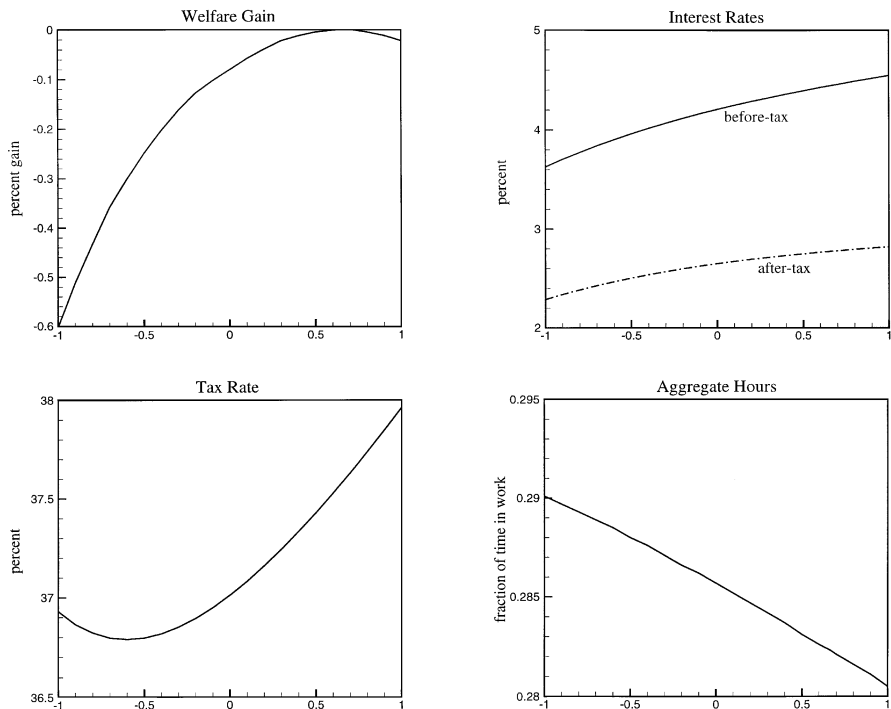 Welfare Gain
0
-0.1
-0.2
-0.3
-0.4
-0.5
-0.6
percent gain
-1 -0.5 0 0.5 1
Interest Rates
5
4
3
2
percent
before-tax
after-tax
-1 -0.5 0 0.5 1
Tax Rate
38
37.5
37
36.5
percent
-1 -0.5 0 0.5 1
Aggregate Hours
0.295
0.29
0.285
0.28
fraction of time in work
-1 -0.5 0 0.5 1